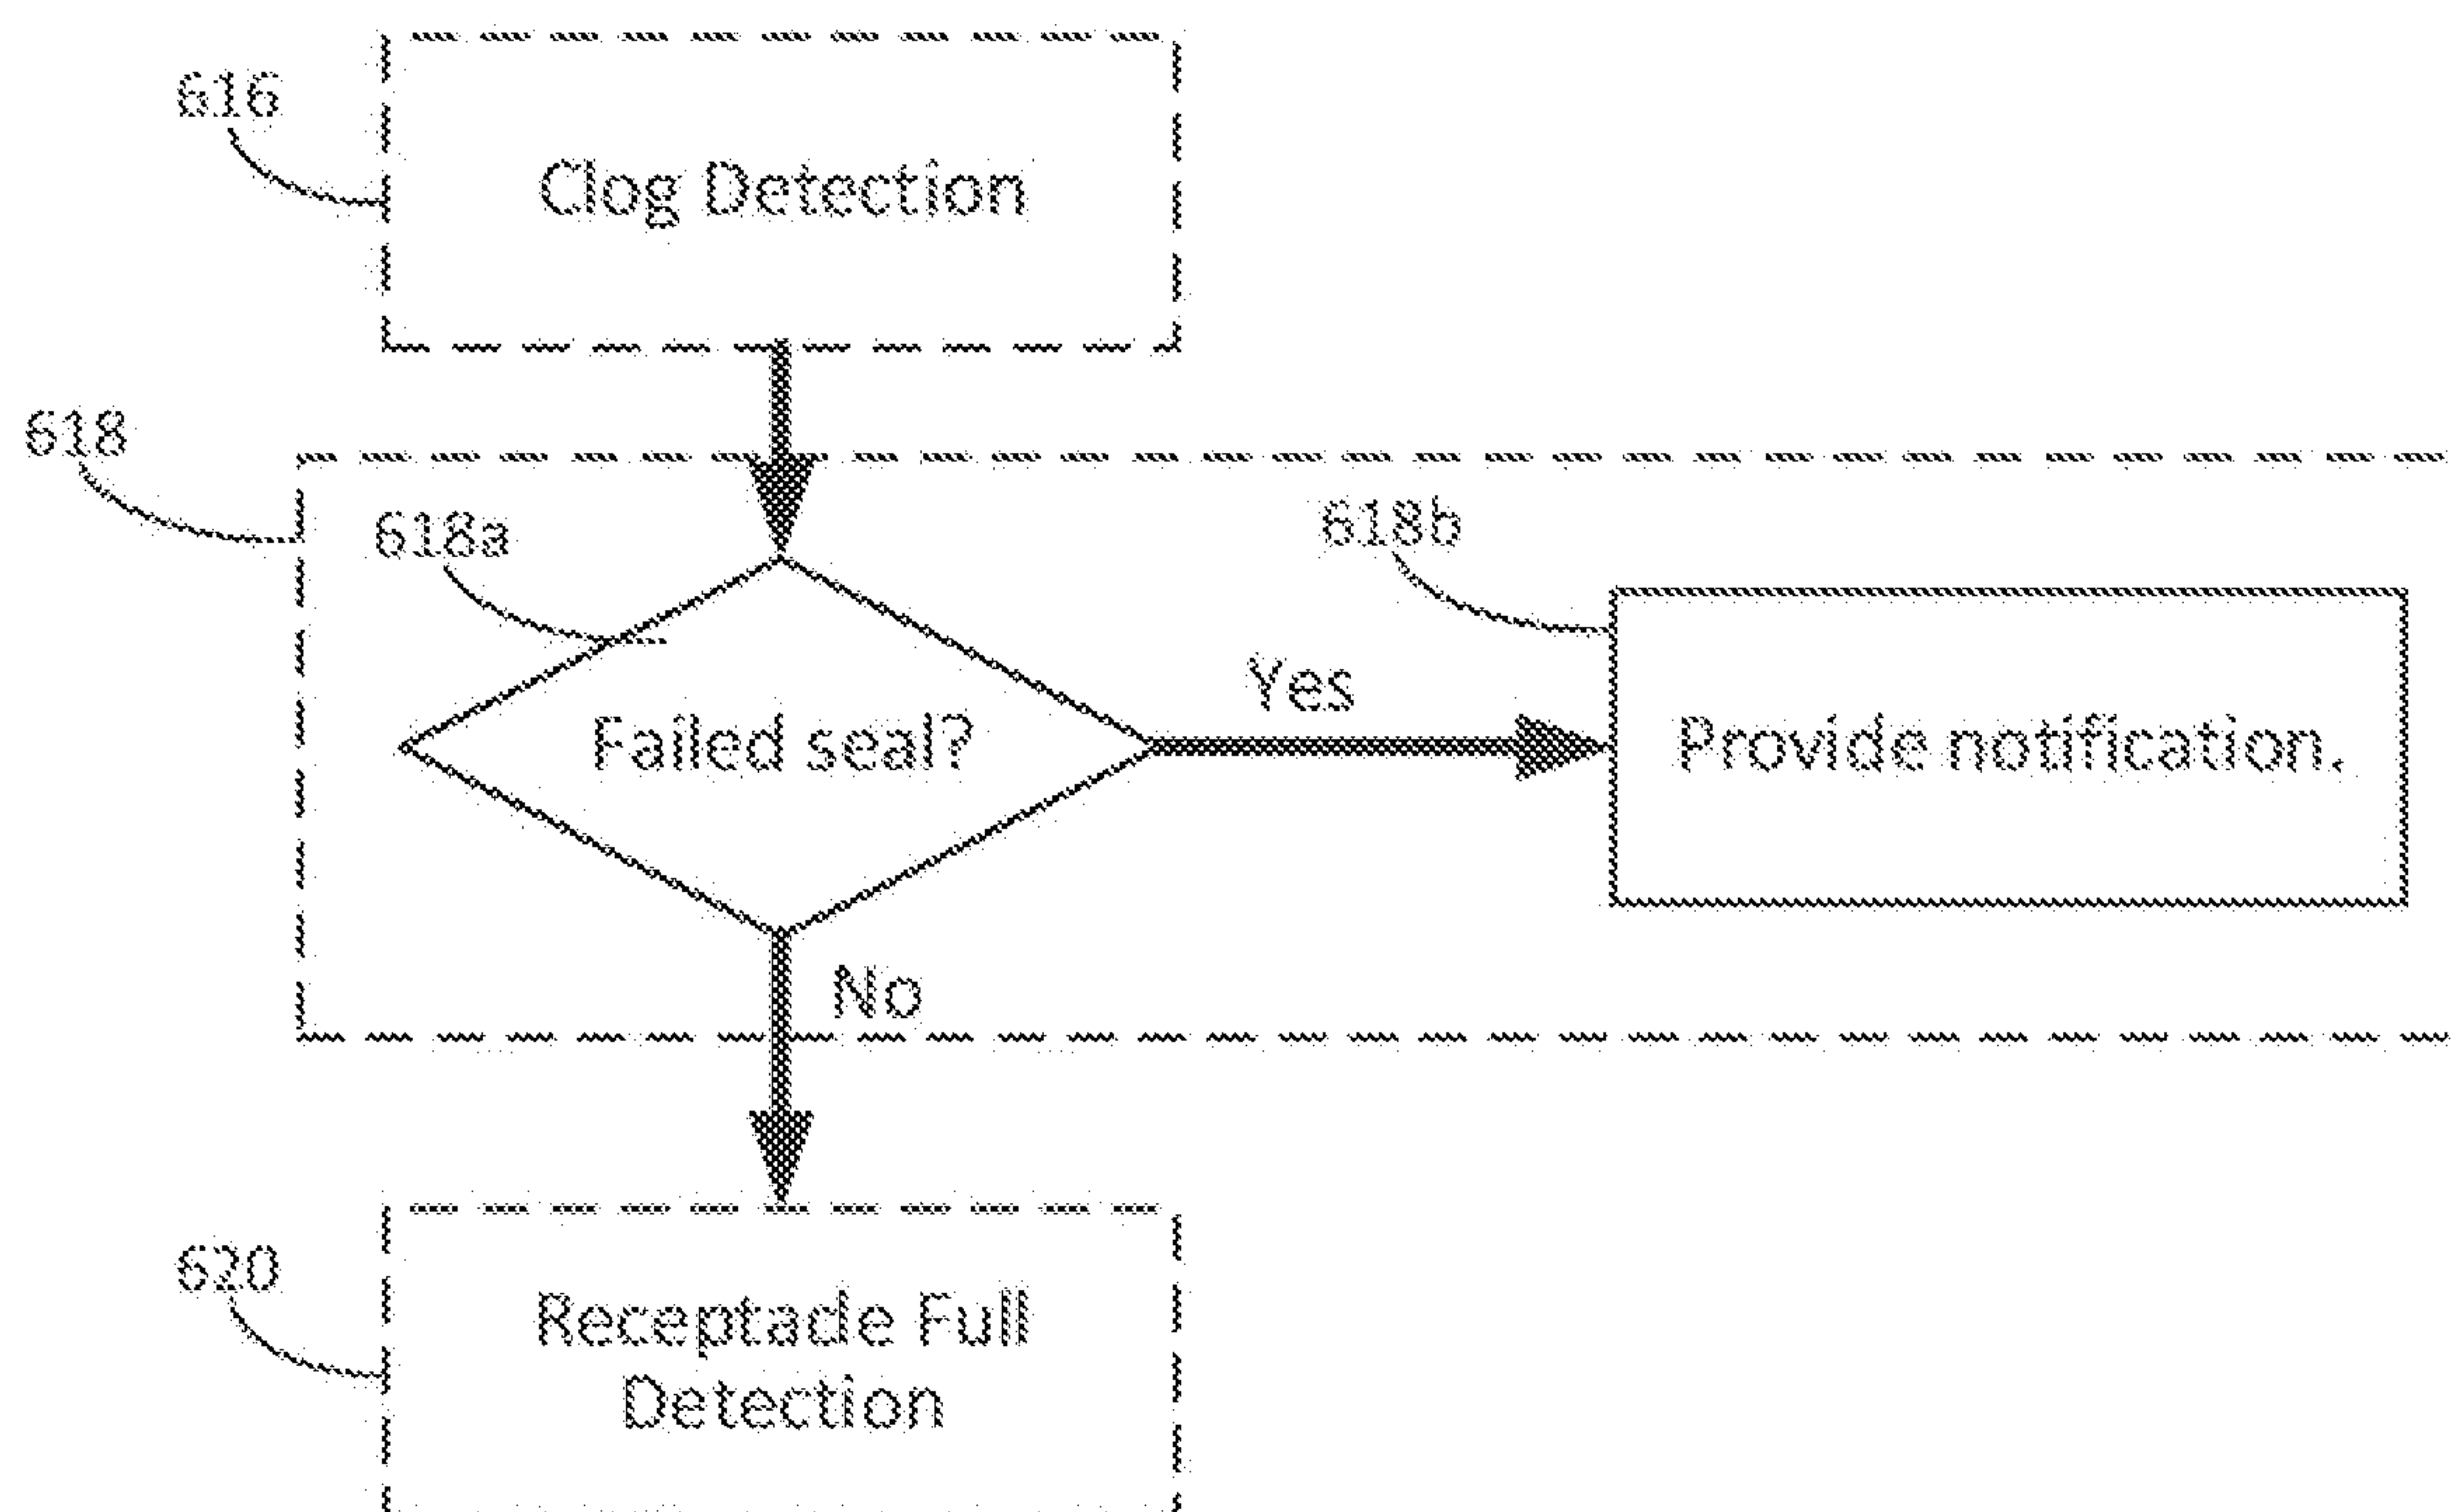 616
Clog Detection
618
618a
618b
Yes
Failed seal?
Provide notification.
No
620
Receptacle Full
Detection